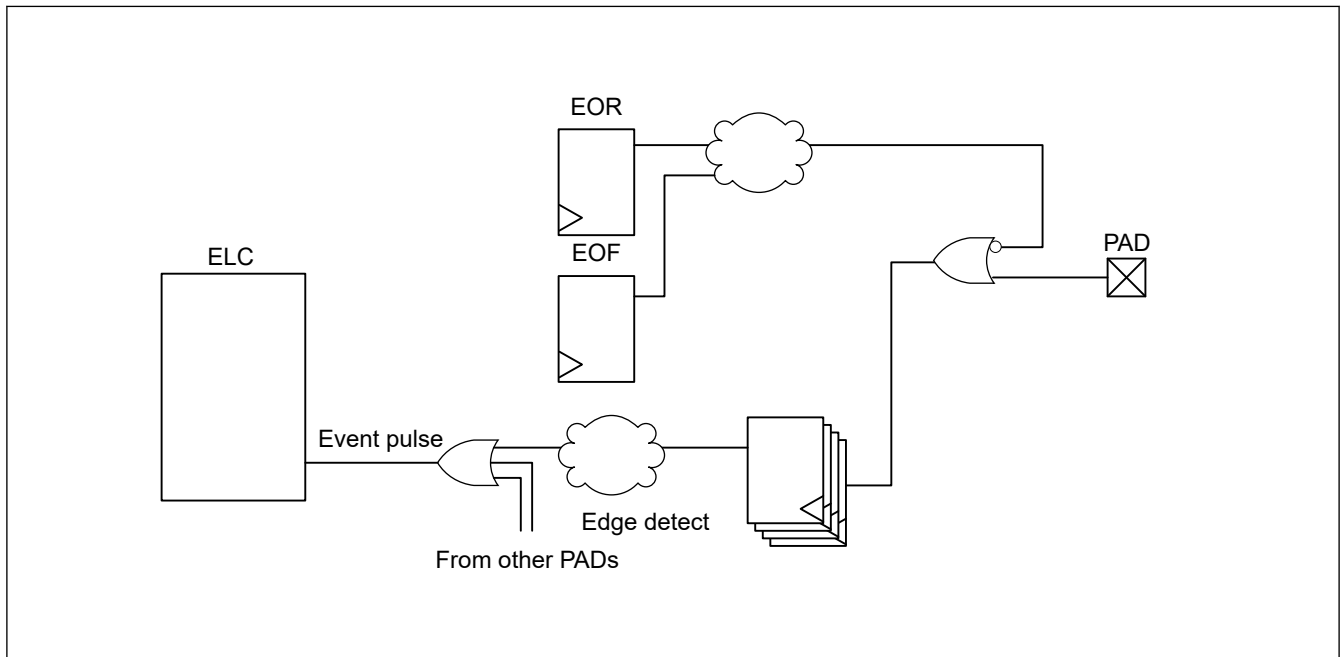 EOR
EOF
PAD
ELC
Event pulse
Edge detect
From other PADs